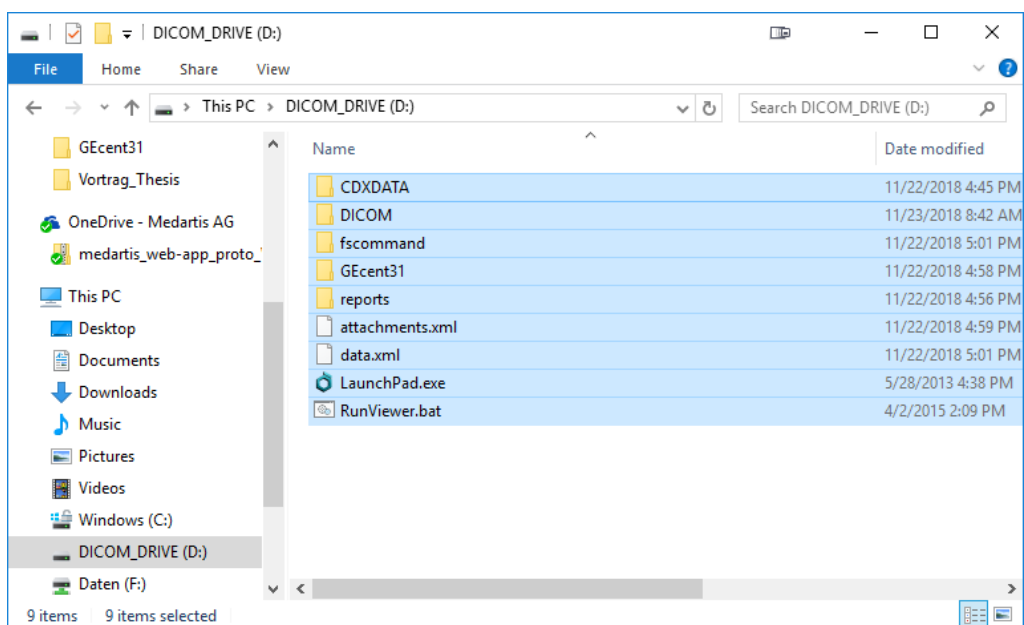 DICOM_DRIVE (D:)
File Home Share View
This PC DICOM_DRIVE (D:) Search DICOM_DRIVE (D:)
GEcent31
Vortrag_Thesis
OneDrive - Medartis AG
medartis_web-app_proto_
This PC
Desktop
Documents
Downloads
Music
Pictures
Videos
Windows (C:)
DICOM_DRIVE (D:)
Daten (F:)
Name Date modified
CDXDATA 11/22/2018 4:45 PM
DICOM 11/23/2018 8:42 AM
fscommand 11/22/2018 5:01 PM
GEcent31 11/22/2018 4:58 PM
reports 11/22/2018 4:56 PM
attachments.xml 11/22/2018 4:59 PM
data.xml 11/22/2018 5:01 PM
LaunchPad.exe 5/28/2013 4:38 PM
RunViewer.bat 4/2/2015 2:09 PM
9 items 9 items selected